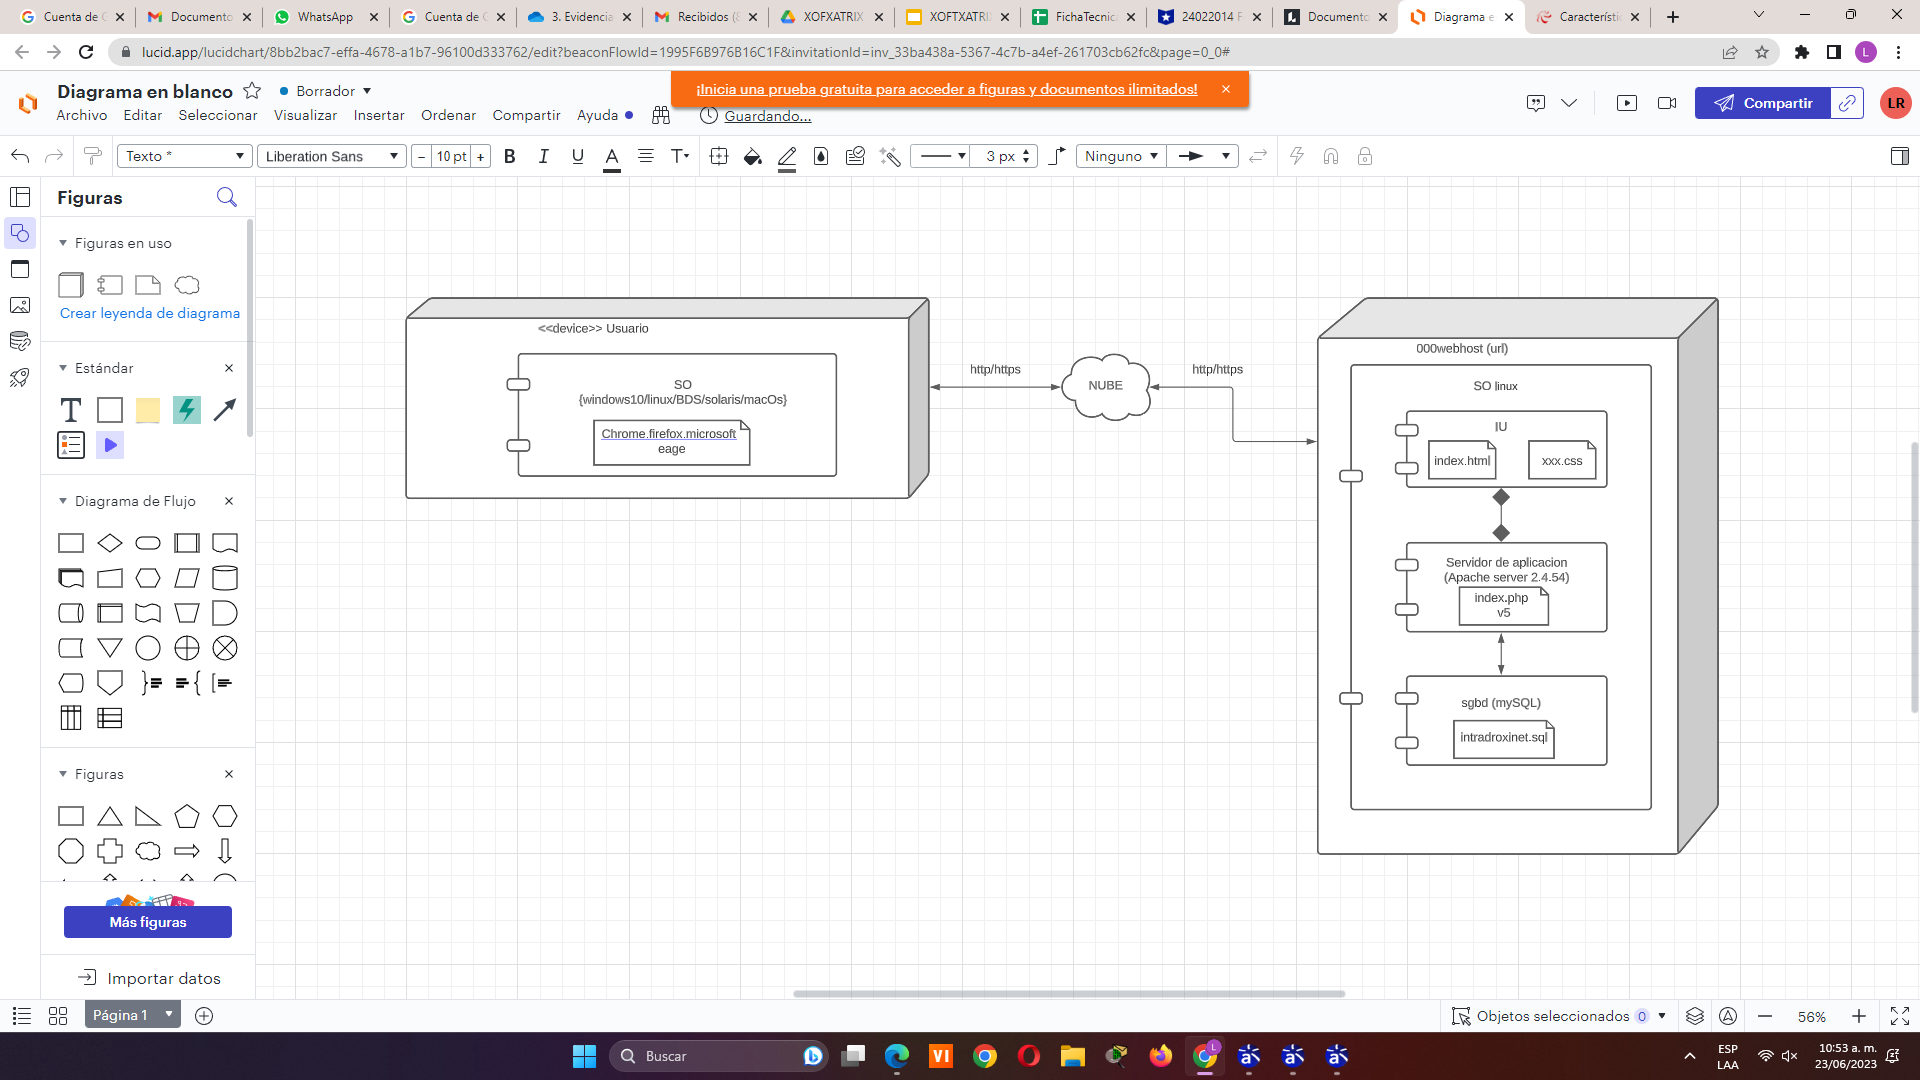 Cuenta de G
Documento
WhatsApp
Cuenta de G
3. Evidencia
Recibidos (
XOFXATRIX
XOFTXATRI
FichaTecnic
24022014 F
Documento
Diagrama e
Característi
lucid.app/lucidchart/8bb2bac7-effa-4678-a1b7-96100d333762/edit?beaconFlowId=1995F6B976B16C1F&invitationId=inv_33ba438a-5367-4c7b-a4ef-261703cb62fc&page=0_0#
L
Diagrama en blanco
Borrador
¡Inicia una prueba gratuita para acceder a figuras y documentos ilimitados!
Archivo Editar Seleccionar Visualizar Insertar Ordenar Compartir Ayuda
Guardando...
Compartir
LR
Texto *
Liberation Sans
10 pt
B I U A T
3 px
Ninguno
Figuras
Figuras en uso
Crear leyenda de diagrama
Estándar
T
Diagrama de Flujo
Figuras
Más figuras
Importar datos
<<device>> Usuario
SO
{windows10/linux/BDS/solaris/macOs}
Chrome.firefox.microsoft
eage
http/https
NUBE
http/https
000webhost (url)
SO linux
IU
index.html
xxx.css
Servidor de aplicacion
(Apache server 2.4.54)
index.php
v5
sgbd (mySQL)
intradroxinet.sql
Página 1
Objetos seleccionados 0
56%
Buscar
VI
L
ESP
LAA
10:53 a. m.
23/06/2023